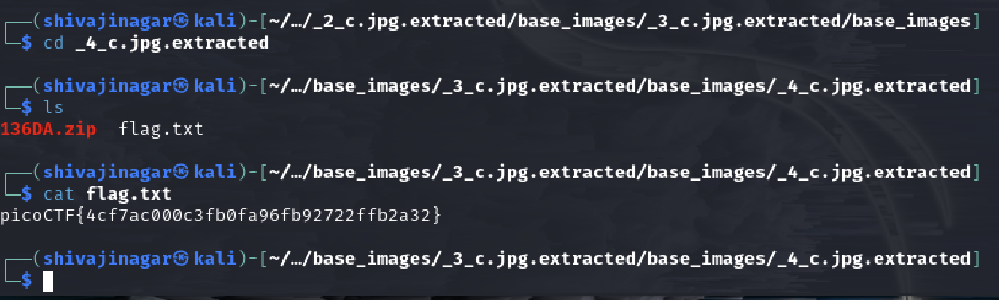 ┌──(shivajinagar㉿kali)-[~/…/_2_c.jpg.extracted/base_images/_3_c.jpg.extracted/base_images]
└─$ cd _4_c.jpg.extracted
┌──(shivajinagar㉿kali)-[~/…/base_images/_3_c.jpg.extracted/base_images/_4_c.jpg.extracted]
└─$ ls
136DA.zip  flag.txt
┌──(shivajinagar㉿kali)-[~/…/base_images/_3_c.jpg.extracted/base_images/_4_c.jpg.extracted]
└─$ cat flag.txt
picoCTF{4cf7ac000c3fb0fa96fb92722ffb2a32}
┌──(shivajinagar㉿kali)-[~/…/base_images/_3_c.jpg.extracted/base_images/_4_c.jpg.extracted]
└─$